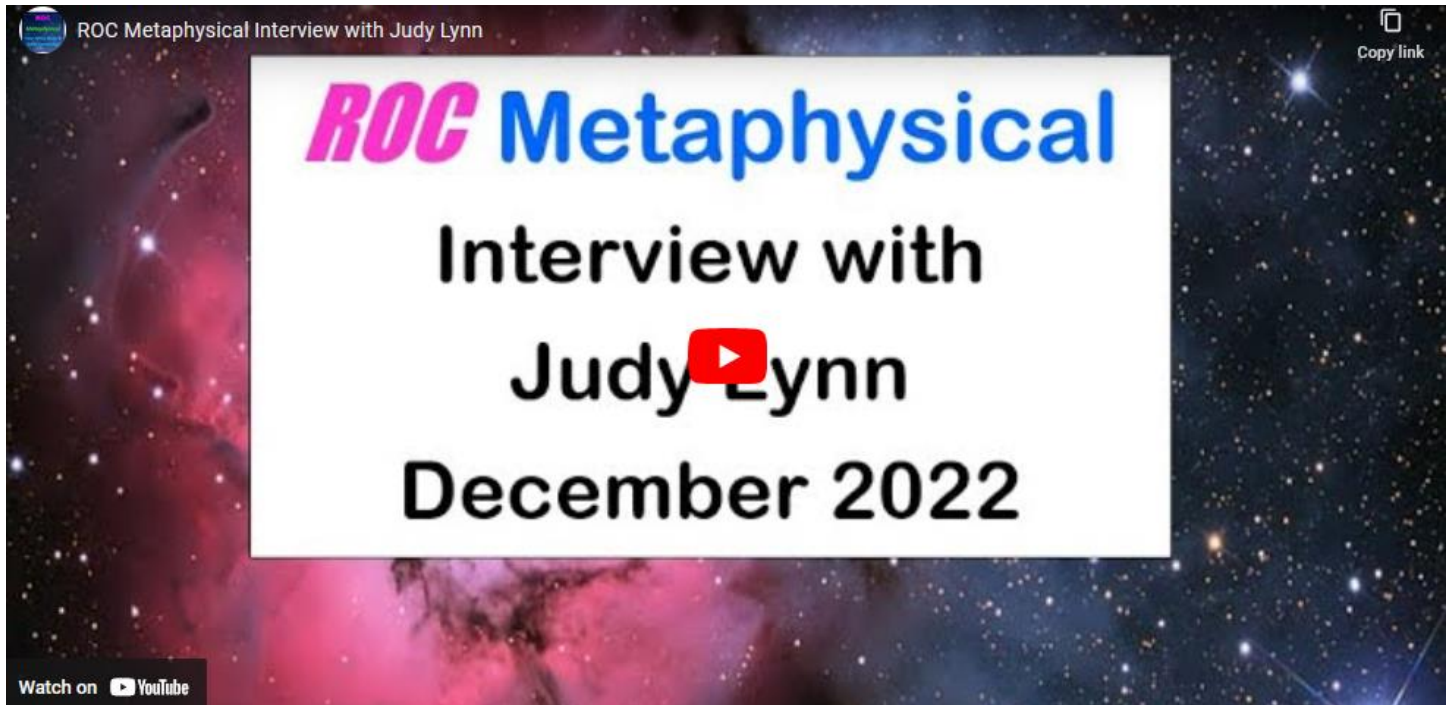 ROC Metaphysical Interview with Judy Lynn
Copy link
ROC Metaphysical
Interview with
Judy Lynn
December 2022
Watch on YouTube